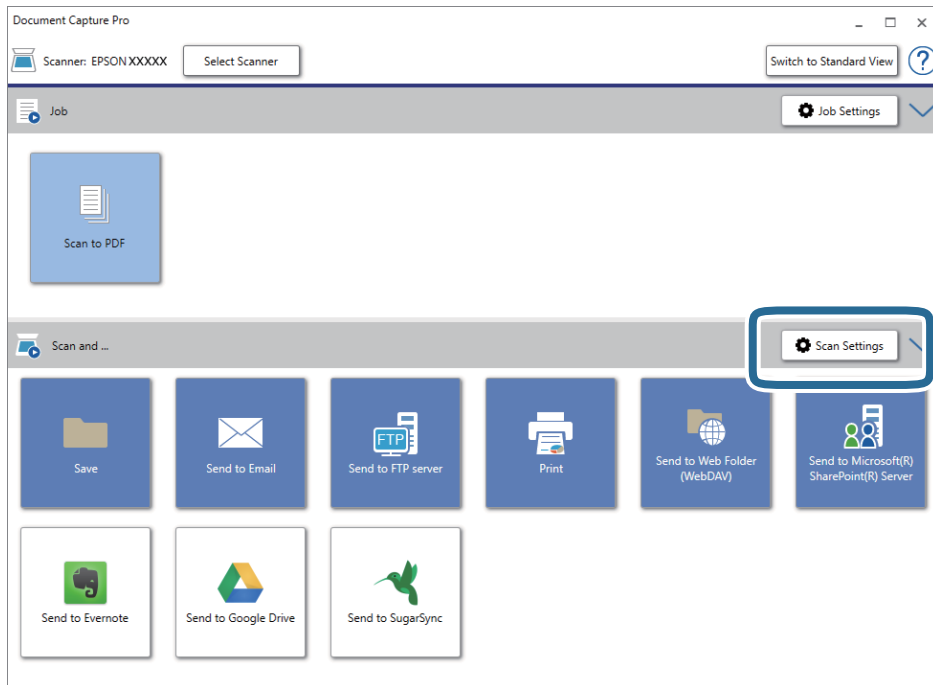 Document Capture Pro
Scanner: EPSON XXXXX
Select Scanner
Switch to Standard View
?
Job
Job Settings
Scan to PDF
Scan and ...
Scan Settings
Save
Send to Email
FTP
Send to FTP server
Print
Send to Web Folder
(WebDAV)
Send to Microsoft(R)
SharePoint(R) Server
Send to Evernote
Send to Google Drive
Send to SugarSync